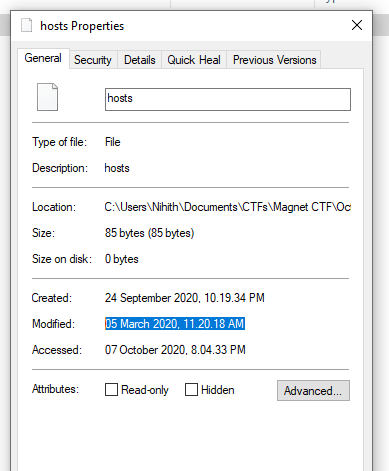 hosts Properties
General Security Details Quick Heal Previous Versions
hosts
Type of file: File
Description: hosts
Location: C:\Users\Nihith\Documents\CTFs\Magnet CTF\Oct
Size: 85 bytes (85 bytes)
Size on disk: 0 bytes
Created: 24 September 2020, 10.19.34 PM
Modified: 05 March 2020, 11.20.18 AM
Accessed: 07 October 2020, 8.04.33 PM
Attributes: Read-only Hidden Advanced...